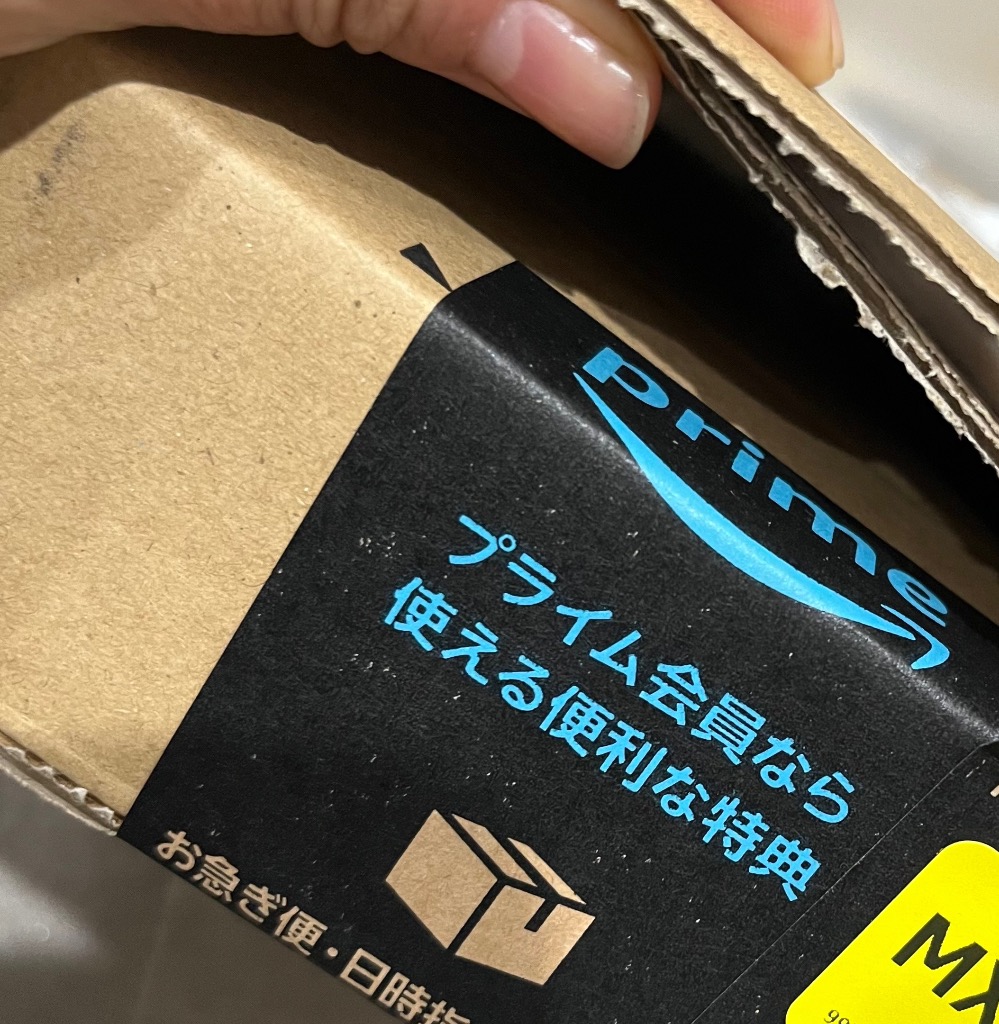 prime
プライム会員なら
使える便利な特典
お急ぎ便・日時指
MX